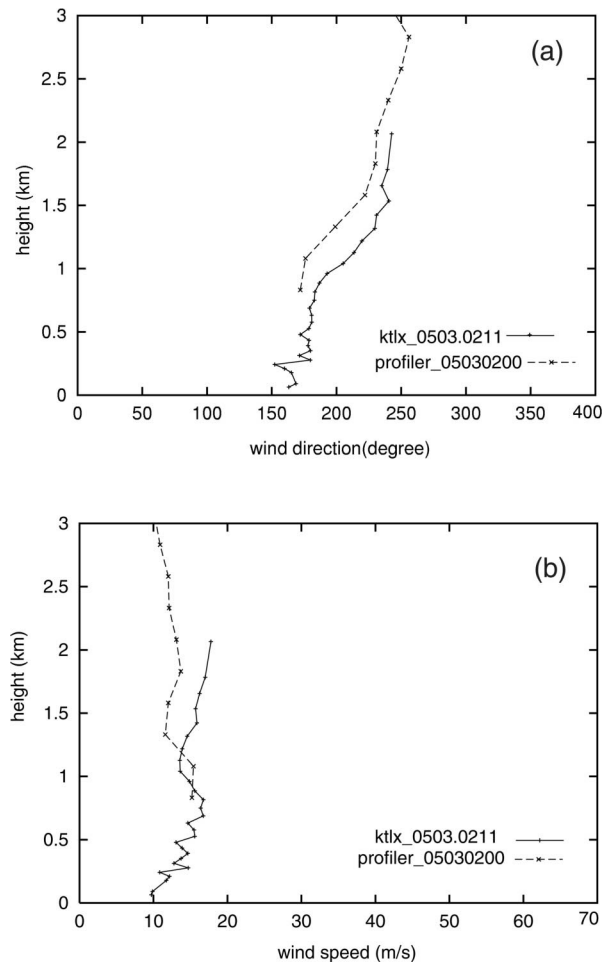 3
(a)
2.5
2
height (km)
1.5
1
0.5
ktlx_0503.0211
profiler_05030200
0
0 50 100 150 200 250 300 350 400
wind direction(degree)
3
(b)
2.5
2
height (km)
1.5
1
0.5
ktlx_0503.0211
profiler_05030200
0
0 10 20 30 40 50 60 70
wind speed (m/s)